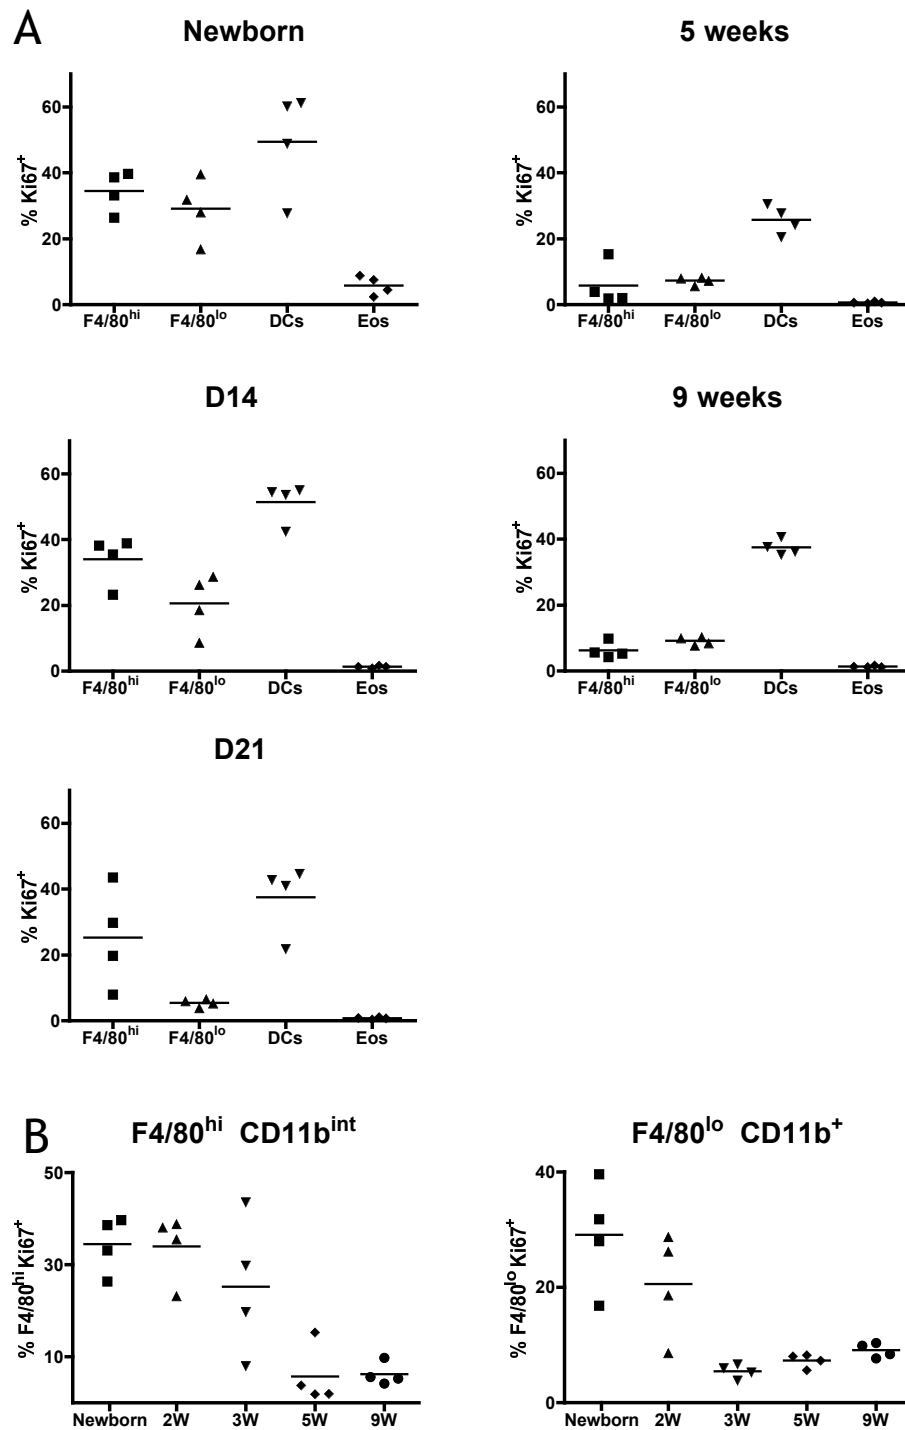 A
Newborn
% Ki67⁺
60
40
20
0
F4/80ʰⁱ F4/80ˡᵒ DCs Eos
5 weeks
% Ki67⁺
60
40
20
0
F4/80ʰⁱ F4/80ˡᵒ DCs Eos
D14
% Ki67⁺
60
40
20
0
F4/80ʰⁱ F4/80ˡᵒ DCs Eos
9 weeks
% Ki67⁺
60
40
20
0
F4/80ʰⁱ F4/80ˡᵒ DCs Eos
D21
% Ki67⁺
60
40
20
0
F4/80ʰⁱ F4/80ˡᵒ DCs Eos
B
F4/80ʰⁱ CD11bⁱⁿᵗ
% F4/80ʰⁱ Ki67⁺
50
30
10
Newborn 2W 3W 5W 9W
F4/80ˡᵒ CD11b⁺
% F4/80ˡᵒ Ki67⁺
40
20
0
Newborn 2W 3W 5W 9W